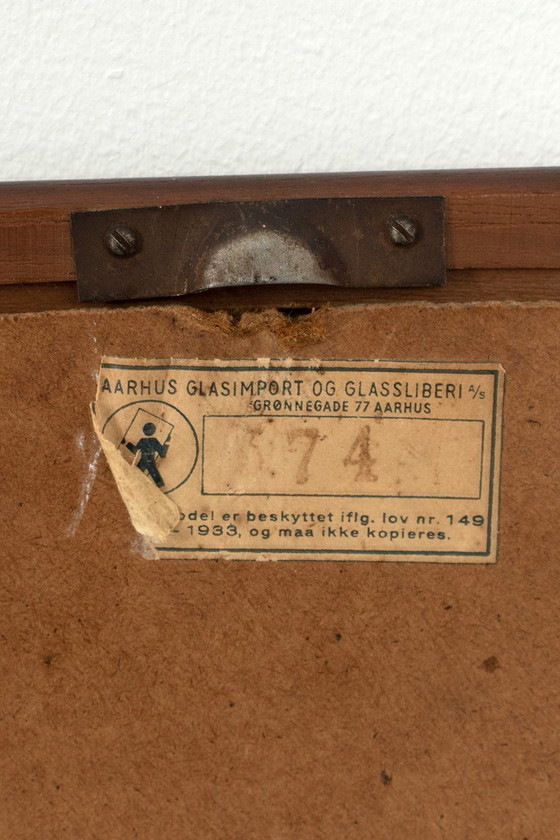 AARHUS GLASIMPORT OG GLASSLIBERI A/S
GRØNNEGADE 77 AARHUS
74
odel er beskyttet iflg. lov nr. 149
– 1933, og maa ikke kopieres.